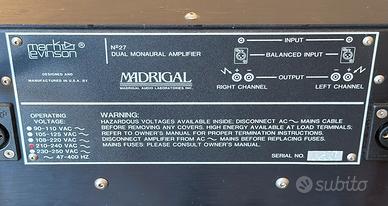 mark levinson®
Nº27
DUAL MONAURAL AMPLIFIER
DESIGNED AND
MANUFACTURED IN U.S.A. BY
MADRIGAL
MADRIGAL AUDIO LABORATORIES INC.
INPUT
BALANCED INPUT
OUTPUT
RIGHT CHANNEL
LEFT CHANNEL
OPERATING
VOLTAGE:
90-110 VAC
105-125 VAC
108-220 VAC
210-240 VAC
230-250 VAC
47-400 HZ
WARNING:
HAZARDOUS VOLTAGES AVAILABLE INSIDE; DISCONNECT AC MAINS CABLE
BEFORE REMOVING ANY COVERS. HIGH ENERGY AVAILABLE AT LOAD TERMINALS;
REFER TO OWNER'S MANUAL FOR PROPER TERMINATION INSTRUCTIONS.
DISCONNECT AMPLIFIER FROM AC MAINS BEFORE REPLACING FUSES.
MAINS FUSES: PLEASE CONSULT OWNER'S MANUAL.
SERIAL NO.
subito